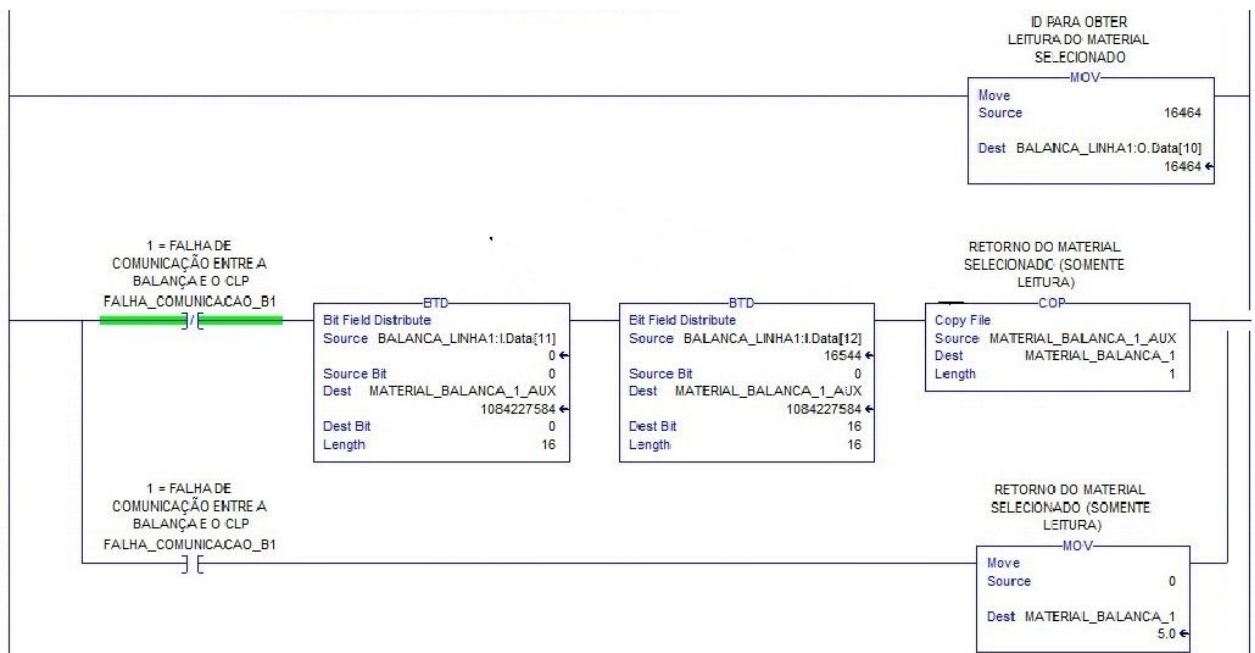 ID PARA OBTER
LEITURA DO MATERIAL
SELECIONADO
MOV
Move
Source 16464
Dest BALANCA_LINHA1:O.Data[10]
16464
1 = FALHA DE
COMUNICAÇÃO ENTRE A
BALANÇA E O CLP
FALHA_COMUNICACAO_B1
BTD
Bit Field Distribute
Source BALANCA_LINHA1:I.Data[11]
0
Source Bit 0
Dest MATERIAL_BALANCA_1_AUX
1084227584
Dest Bit 0
Length 16
BTD
Bit Field Distribute
Source BALANCA_LINHA1:I.Data[12]
16544
Source Bit 0
Dest MATERIAL_BALANCA_1_AUX
1084227584
Dest Bit 16
Length 16
RETORNO DO MATERIAL
SELECIONADO (SOMENTE
LEITURA)
COP
Copy File
Source MATERIAL_BALANCA_1_AUX
Dest MATERIAL_BALANCA_1
Length 1
1 = FALHA DE
COMUNICAÇÃO ENTRE A
BALANÇA E O CLP
FALHA_COMUNICACAO_B1
RETORNO DO MATERIAL
SELECIONADO (SOMENTE
LEITURA)
MOV
Move
Source 0
Dest MATERIAL_BALANCA_1
5.0